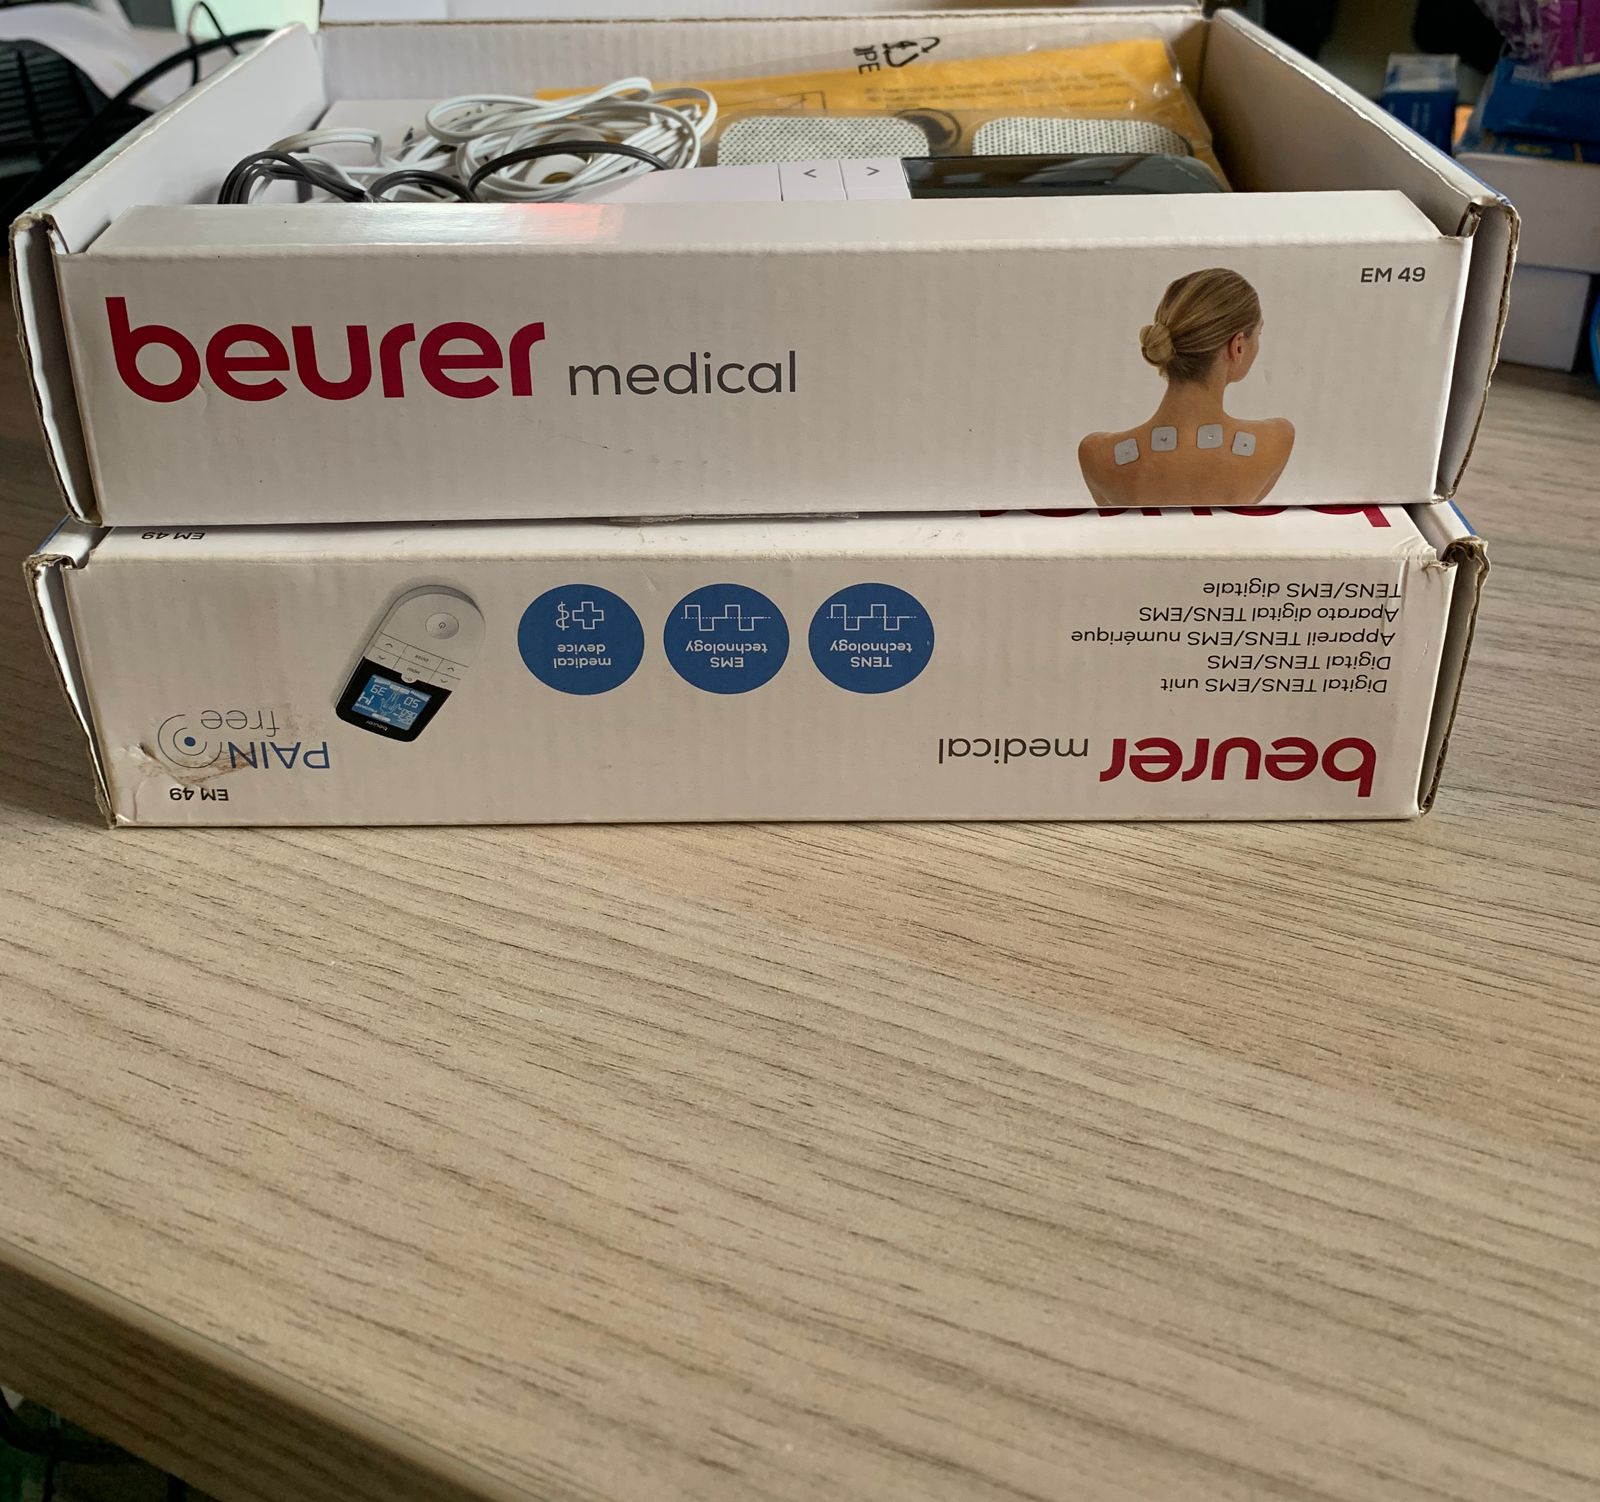 PE
beurer medical
EM 49
EM 49
beurer
TENS/EMS digitale
Aparato digital TENS/EMS
Appareil TENS/EMS numérique
Digital TENS/EMS
Digital TENS/EMS unit
medical
device
EMS
technology
TENS
technology
beurer medical
PAIN
free
EM 49